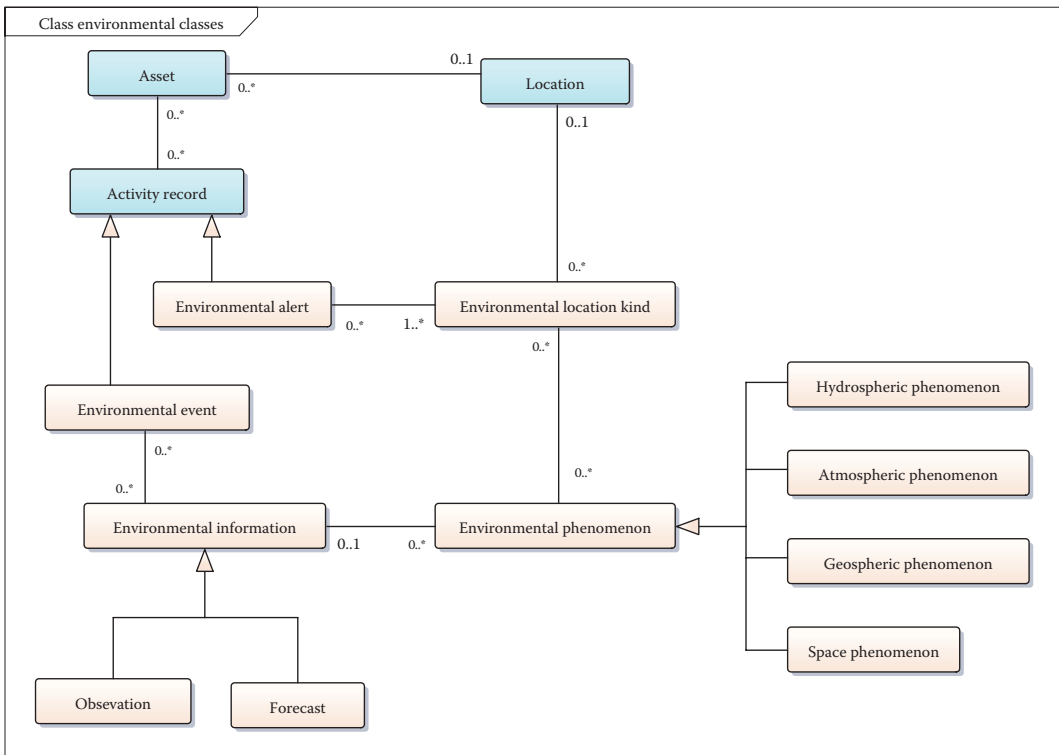 Class environmental classes
Asset
0..1
0..*
Location
0..*
0..1
0..*
Activity record
0..*
Environmental alert
Environmental location kind
0..*
1..*
0..*
Hydrospheric phenomenon
Environmental event
0..*
Atmospheric phenomenon
0..*
0..*
Environmental information
Environmental phenomenon
0..1
0..*
Geospheric phenomenon
Space phenomenon
Obsevation
Forecast